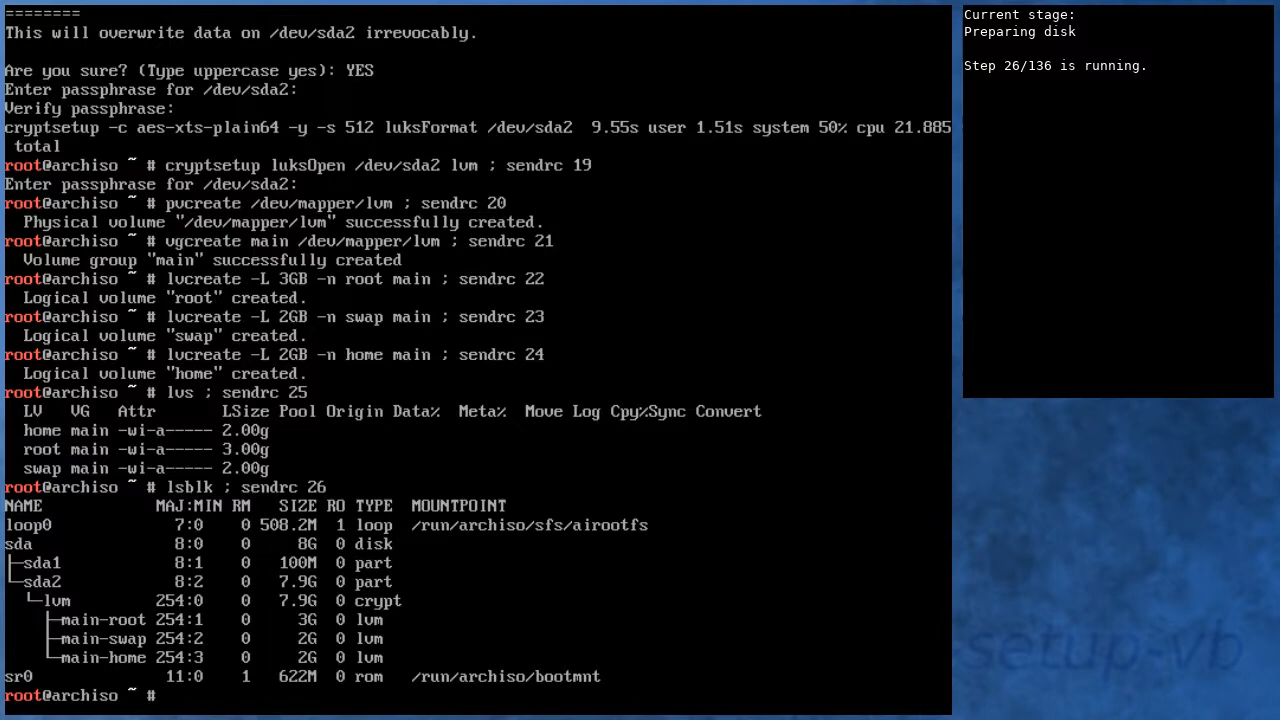 ========
This will overwrite data on /dev/sda2 irrevocably.
Are you sure? (Type uppercase yes): YES
Enter passphrase for /dev/sda2:
Verify passphrase:
cryptsetup -c aes-xts-plain64 -y -s 512 luksFormat /dev/sda2  9.55s user 1.51s system 50% cpu 21.885
 total
root@archiso ~ # cryptsetup luksOpen /dev/sda2 lvm ; sendrc 19
Enter passphrase for /dev/sda2:
root@archiso ~ # pvcreate /dev/mapper/lvm ; sendrc 20
  Physical volume "/dev/mapper/lvm" successfully created.
root@archiso ~ # vgcreate main /dev/mapper/lvm ; sendrc 21
  Volume group "main" successfully created
root@archiso ~ # lvcreate -L 3GB -n root main ; sendrc 22
  Logical volume "root" created.
root@archiso ~ # lvcreate -L 2GB -n swap main ; sendrc 23
  Logical volume "swap" created.
root@archiso ~ # lvcreate -L 2GB -n home main ; sendrc 24
  Logical volume "home" created.
root@archiso ~ # lvs ; sendrc 25
  LV   VG   Attr       LSize Pool Origin Data%  Meta%  Move Log Cpy%Sync Convert
  home main -wi-a----- 2.00g
  root main -wi-a----- 3.00g
  swap main -wi-a----- 2.00g
root@archiso ~ # lsblk ; sendrc 26
NAME            MAJ:MIN RM   SIZE RO TYPE  MOUNTPOINT
loop0             7:0    0 508.2M  1 loop  /run/archiso/sfs/airootfs
sda               8:0    0     8G  0 disk
├─sda1            8:1    0   100M  0 part
└─sda2            8:2    0   7.9G  0 part
  └─lvm         254:0    0   7.9G  0 crypt
    ├─main-root 254:1    0     3G  0 lvm
    ├─main-swap 254:2    0     2G  0 lvm
    └─main-home 254:3    0     2G  0 lvm
sr0              11:0    1   622M  0 rom   /run/archiso/bootmnt
root@archiso ~ #
Current stage:
Preparing disk
Step 26/136 is running.
setup-vb